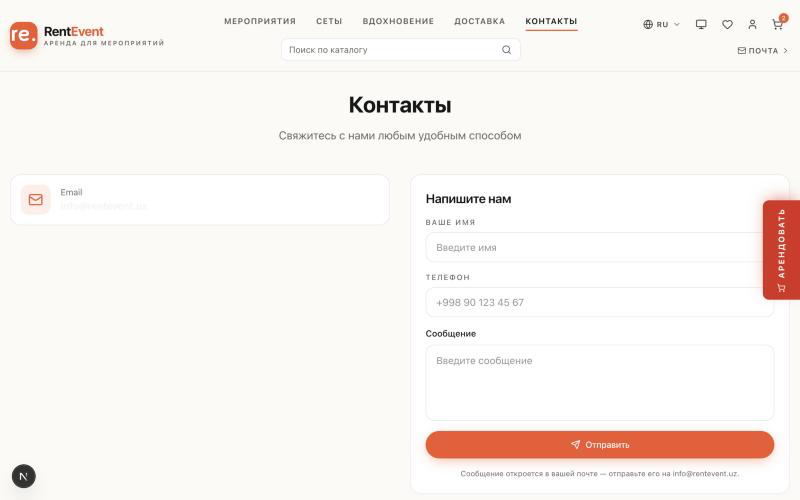 re. RentEvent
АРЕНДА ДЛЯ МЕРОПРИЯТИЙ
МЕРОПРИЯТИЯ СЕТЫ ВДОХНОВЕНИЕ ДОСТАВКА КОНТАКТЫ
RU
2
Поиск по каталогу
ПОЧТА
Контакты
Свяжитесь с нами любым удобным способом
Email
info@rentevent.uz
Напишите нам
ВАШЕ ИМЯ
Введите имя
ТЕЛЕФОН
+998 90 123 45 67
Сообщение
Введите сообщение
Отправить
Сообщение откроется в вашей почте — отправьте его на info@rentevent.uz.
АРЕНДОВАТЬ
N